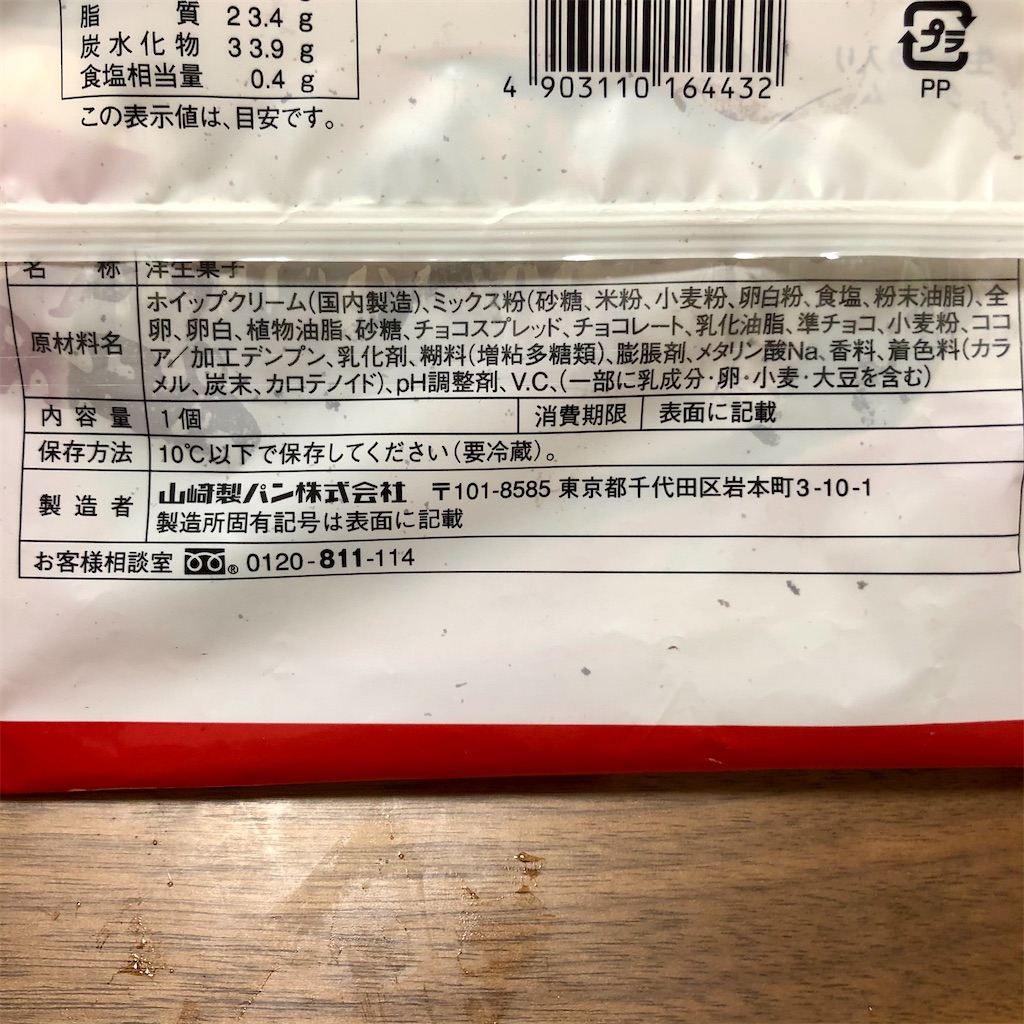 脂質 23.4 g
炭水化物 33.9 g
食塩相当量 0.4 g
この表示値は、目安です。
4 903110 164432
プラ
PP
名称 洋生菓子
原材料名 ホイップクリーム(国内製造)、ミックス粉(砂糖、米粉、小麦粉、卵白粉、食塩、粉末油脂)、全
卵、卵白、植物油脂、砂糖、チョコスプレッド、チョコレート、乳化油脂、準チョコ、小麦粉、ココ
ア/加工デンプン、乳化剤、糊料(増粘多糖類)、膨脹剤、メタリン酸Na、香料、着色料(カラ
メル、炭末、カロテノイド)、pH調整剤、V.C、(一部に乳成分・卵・小麦・大豆を含む)
内容量 1個 消費期限 表面に記載
保存方法 10℃以下で保存してください(要冷蔵)。
製造者 山崎製パン株式会社 〒101-8585 東京都千代田区岩本町3-10-1
製造所固有記号は表面に記載
お客様相談室 ® 0120-811-114